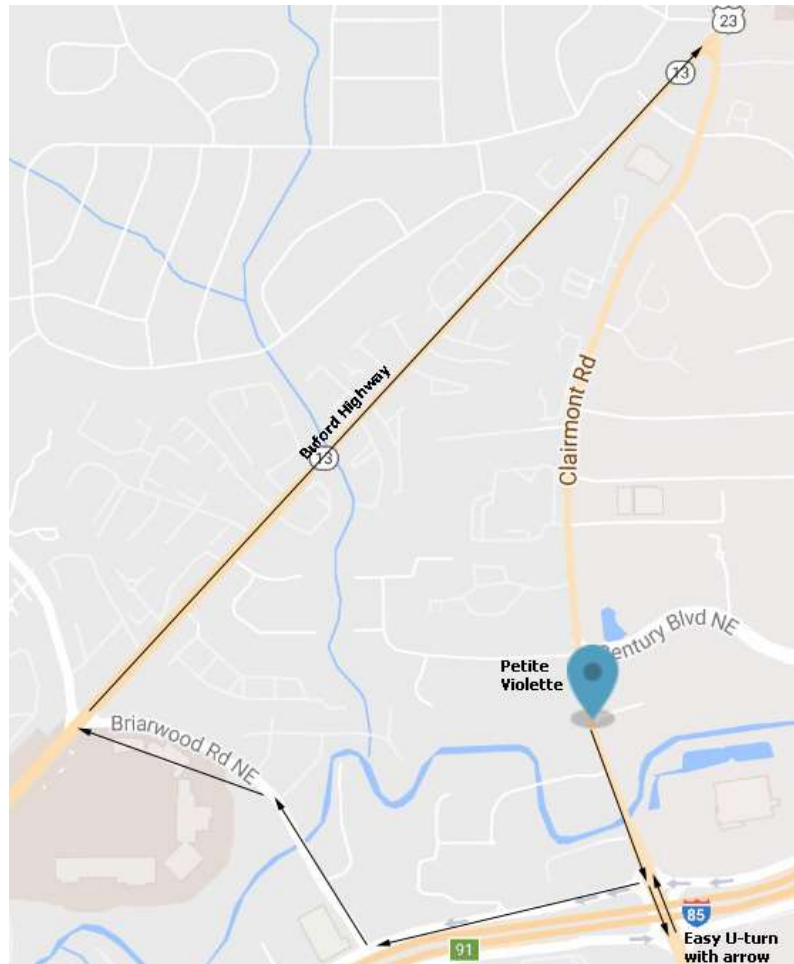 23
13
Buford Highway
13
Clairmont Rd
Century Blvd NE
Petite
Violette
Briarwood Rd NE
85
91
Easy U-turn
with arrow